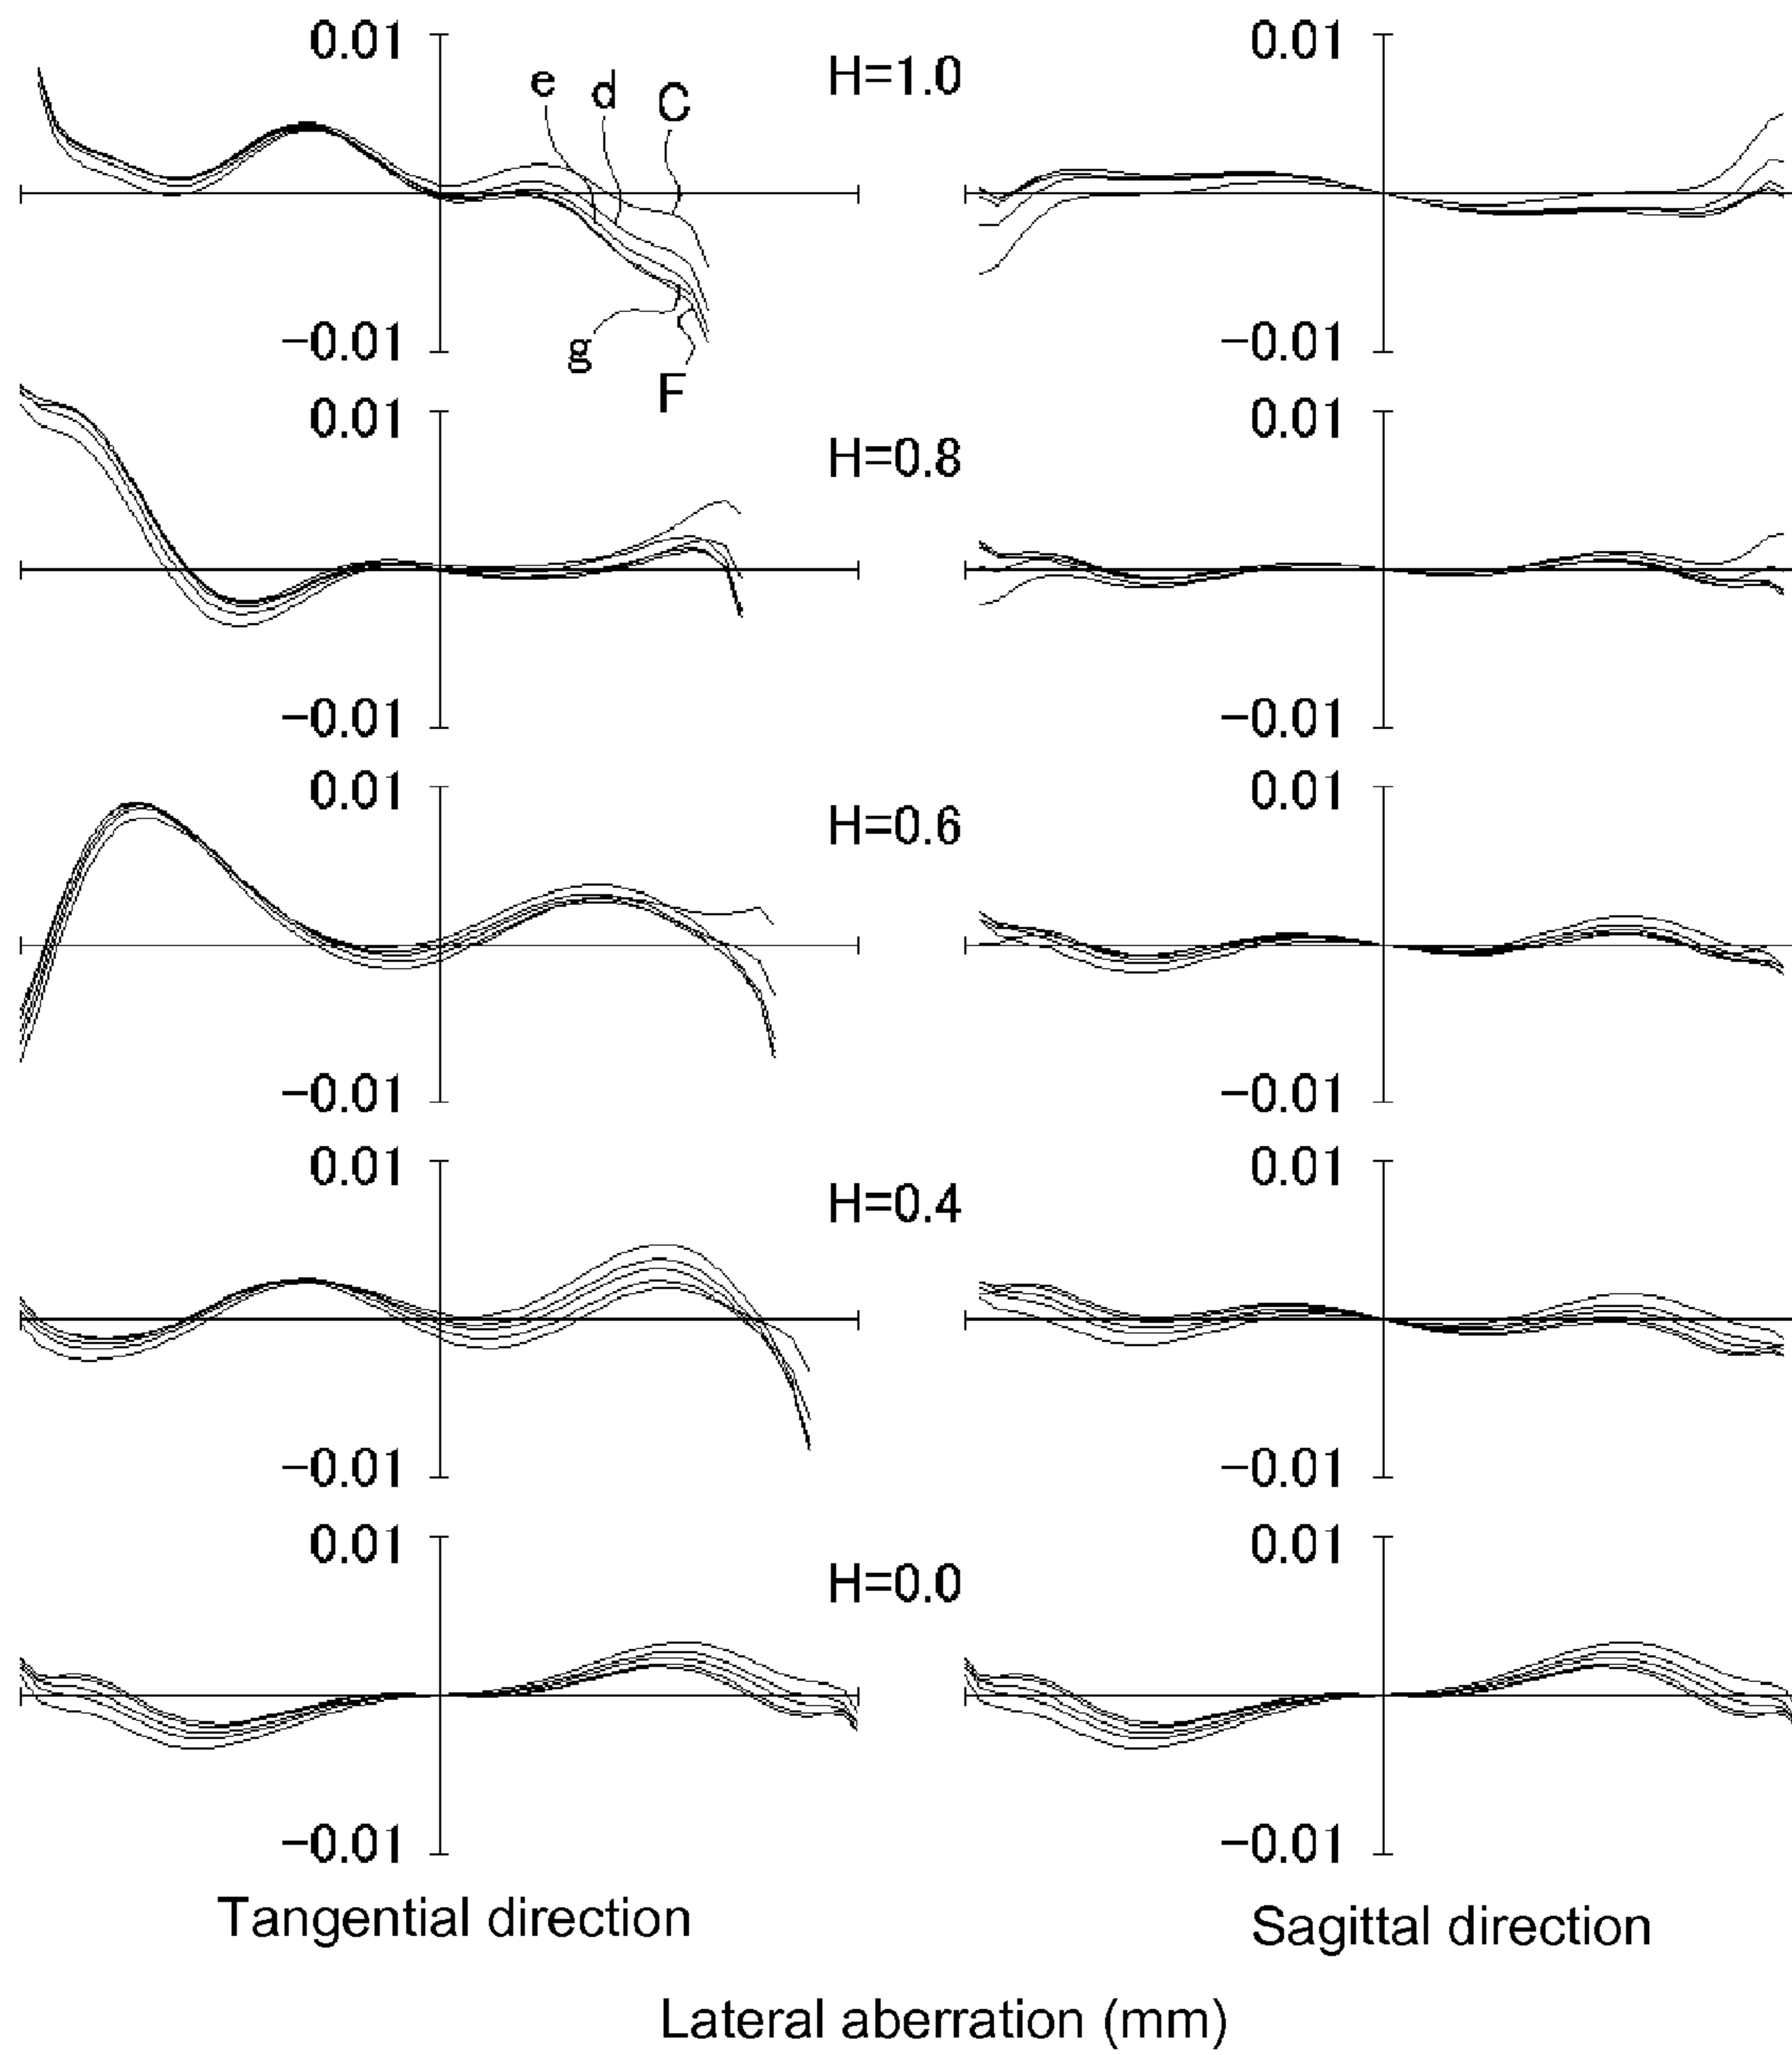 0.01 H=1.0 0.01
e d C
-0.01 g F -0.01
0.01 H=0.8 0.01
-0.01 -0.01
0.01 H=0.6 0.01
-0.01 -0.01
0.01 H=0.4 0.01
-0.01 -0.01
0.01 H=0.0 0.01
-0.01 -0.01
Tangential direction Sagittal direction
Lateral aberration (mm)